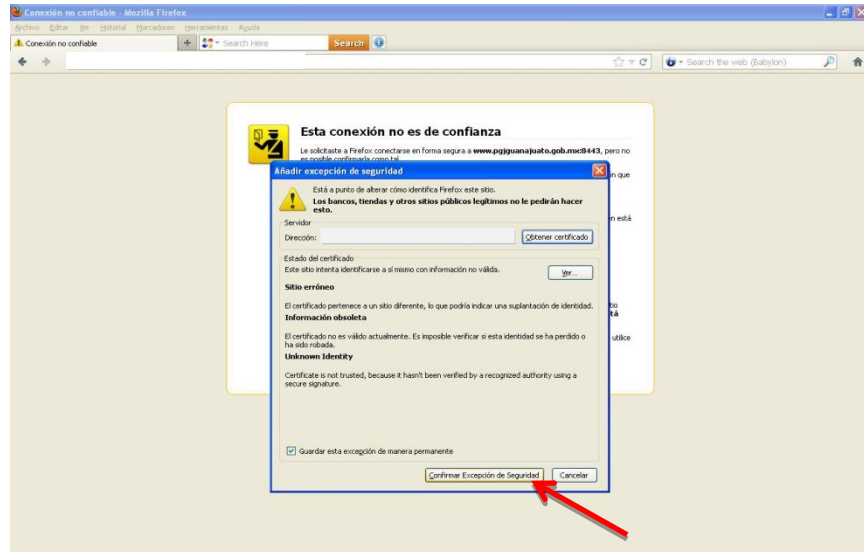 Conexión no confiable - Mozilla Firefox
Archivo Editar Ver Historial Marcadores Herramientas Ayuda
Conexión no confiable
Search Here
Search
Search the web (Babylon)
Esta conexión no es de confianza
Le solicitaste a Firefox conectarse en forma segura a www.pgjguanajuato.gob.mx:8443, pero no
es posible confirmarla como tal.
n que
n está
tio
tá
utilice
Añadir excepción de seguridad
Está a punto de alterar cómo identifica Firefox este sitio.
Los bancos, tiendas y otros sitios públicos legítimos no le pedirán hacer
esto.
Servidor
Dirección:
Obtener certificado
Estado del certificado
Este sitio intenta identificarse a sí mismo con información no válida.
Ver...
Sitio erróneo
El certificado pertenece a un sitio diferente, lo que podría indicar una suplantación de identidad.
Información obsoleta
El certificado no es válido actualmente. Es imposible verificar si esta identidad se ha perdido o
ha sido robada.
Unknown Identity
Certificate is not trusted, because it hasn't been verified by a recognized authority using a
secure signature.
Guardar esta excepción de manera permanente
Confirmar Excepción de Seguridad
Cancelar